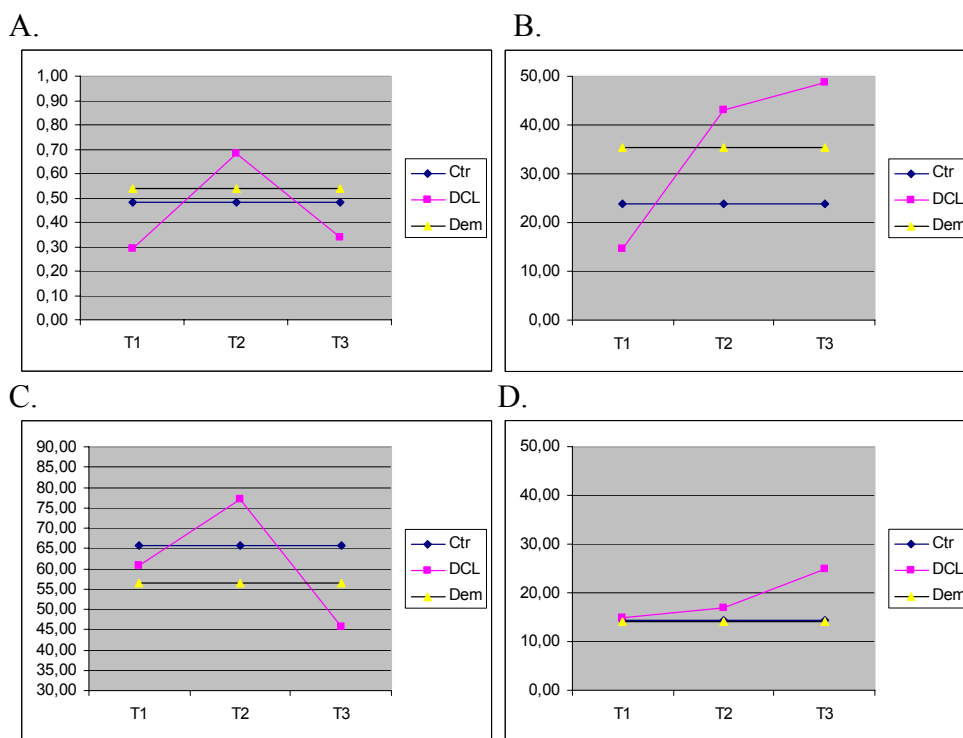 A.
1,00
0,90
0,80
0,70
0,60
0,50
0,40
0,30
0,20
0,10
0,00
T1 T2 T3
Ctr
DCL
Dem
B.
50,00
40,00
30,00
20,00
10,00
0,00
T1 T2 T3
Ctr
DCL
Dem
C.
90,00
85,00
80,00
75,00
70,00
65,00
60,00
55,00
50,00
45,00
40,00
35,00
30,00
T1 T2 T3
Ctr
DCL
Dem
D.
50,00
40,00
30,00
20,00
10,00
0,00
T1 T2 T3
Ctr
DCL
Dem